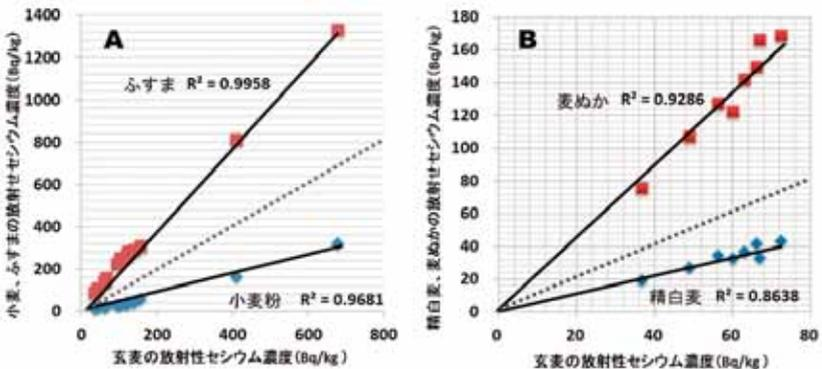 A
小麦、ふすまの放射せセシウム濃度(Bq/kg)
1400
1200
1000
800
600
400
200
0
ふすま R² = 0.9958
小麦粉 R² = 0.9681
0 200 400 600 800
玄麦の放射性セシウム濃度(Bq/kg)
B
精白麦、麦ぬかの放射せセシウム濃度(Bq/kg)
180
160
140
120
100
80
60
40
20
0
麦ぬか R² = 0.9286
精白麦 R² = 0.8638
0 20 40 60 80
玄麦の放射性セシウム濃度(Bq/kg)